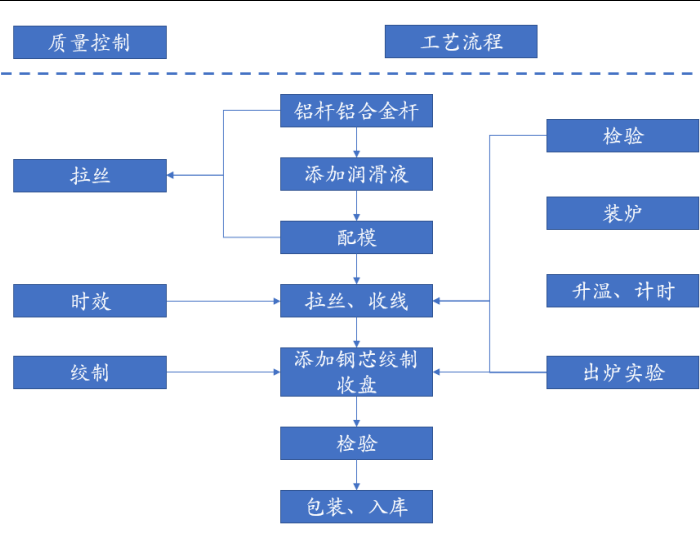 质量控制
工艺流程
铝杆铝合金杆
检验
拉丝
添加润滑液
装炉
配模
时效
拉丝、收线
升温、计时
绞制
添加钢芯绞制
收盘
出炉实验
检验
包装、入库